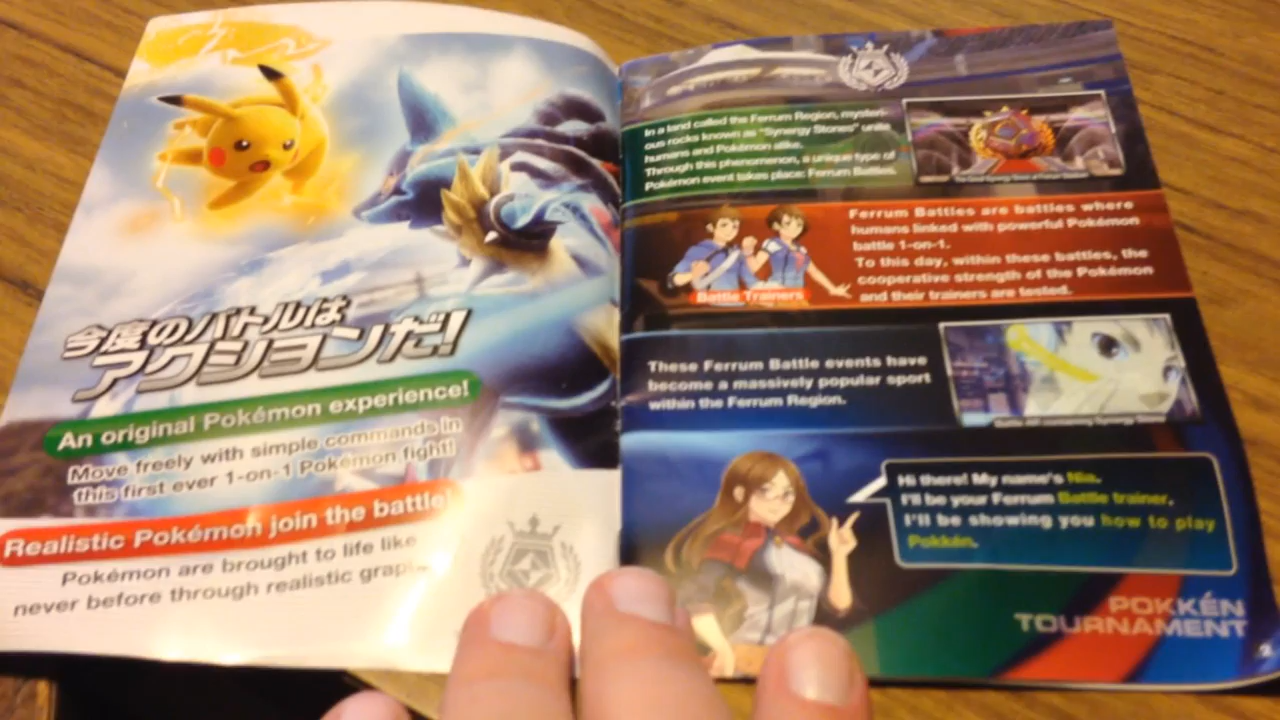 今度のバトルは
アクションだ!
An original Pokémon experience!
Move freely with simple commands in
this first ever 1-on-1 Pokémon fight!
Realistic Pokémon join the battle!
Pokémon are brought to life like
never before through realistic
In a land called the Ferrum Region, mysteri-
ous rocks known as "Synergy Stones" unite
humans and Pokémon alike.
Through this phenomenon, a unique type of
Pokémon event takes place: Ferrum Battles.
Ferrum Battles are battles where
humans linked with powerful Pokémon
battle 1-on-1.
To this day, within these battles, the
cooperative strength of the Pokémon
and their trainers are tested.
Battle Trainers
These Ferrum Battle events have
become a massively popular sport
within the Ferrum Region.
Hi there! My name's Nia.
I'll be your Ferrum Battle trainer.
I'll be showing you how to play
Pokkén.
POKKÉN
TOURNAMENT